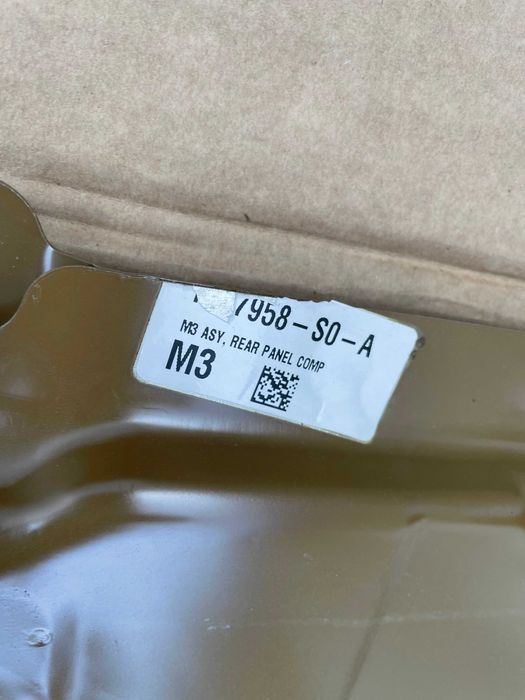 7958-S0-A
M3 ASY, REAR PANEL COMP
M3